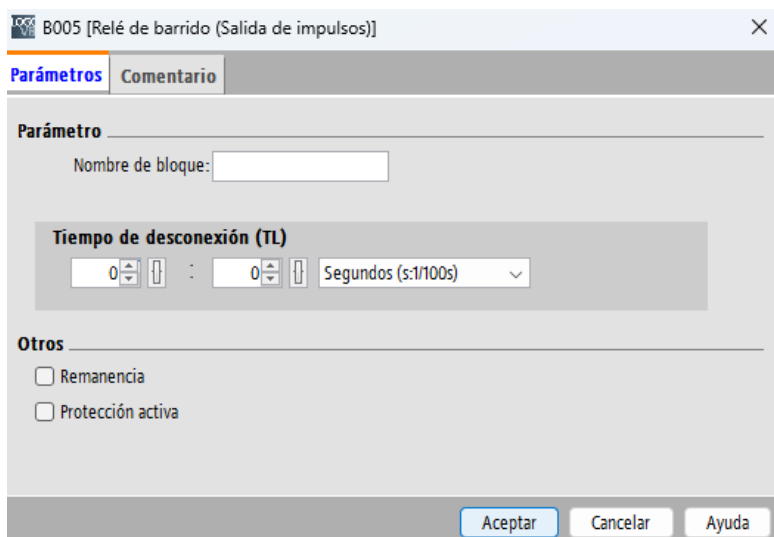 B005 [Relé de barrido (Salida de impulsos)]
Parámetros Comentario
Parámetro
Nombre de bloque:
Tiempo de desconexión (TL)
0 : 0 Segundos (s:1/100s)
Otros
Remanencia
Protección activa
Aceptar Cancelar Ayuda